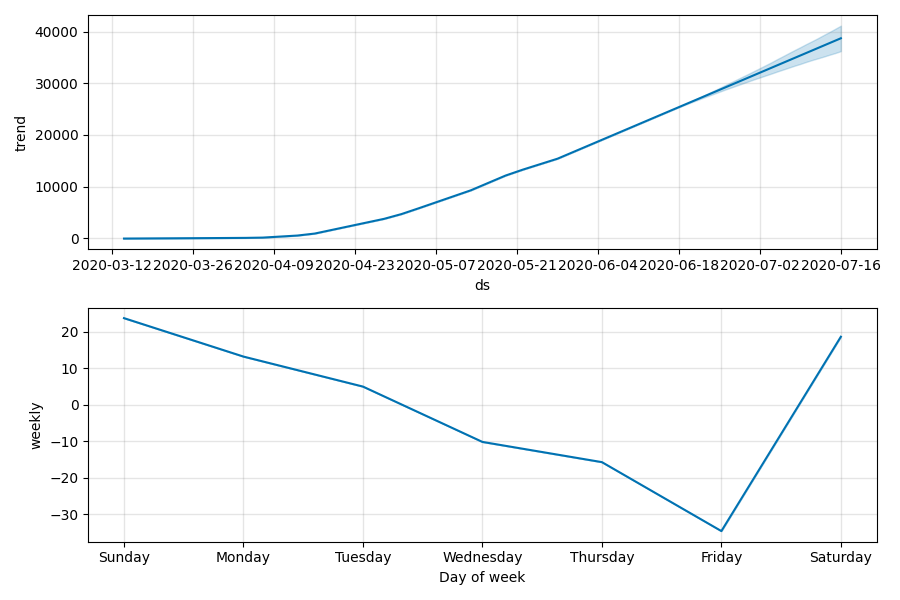 40000
30000
20000
10000
0
trend
2020-03-12 2020-03-26 2020-04-09 2020-04-23 2020-05-07 2020-05-21 2020-06-04 2020-06-18 2020-07-02 2020-07-16
ds
20
10
0
−10
−20
−30
weekly
Sunday Monday Tuesday Wednesday Thursday Friday Saturday
Day of week